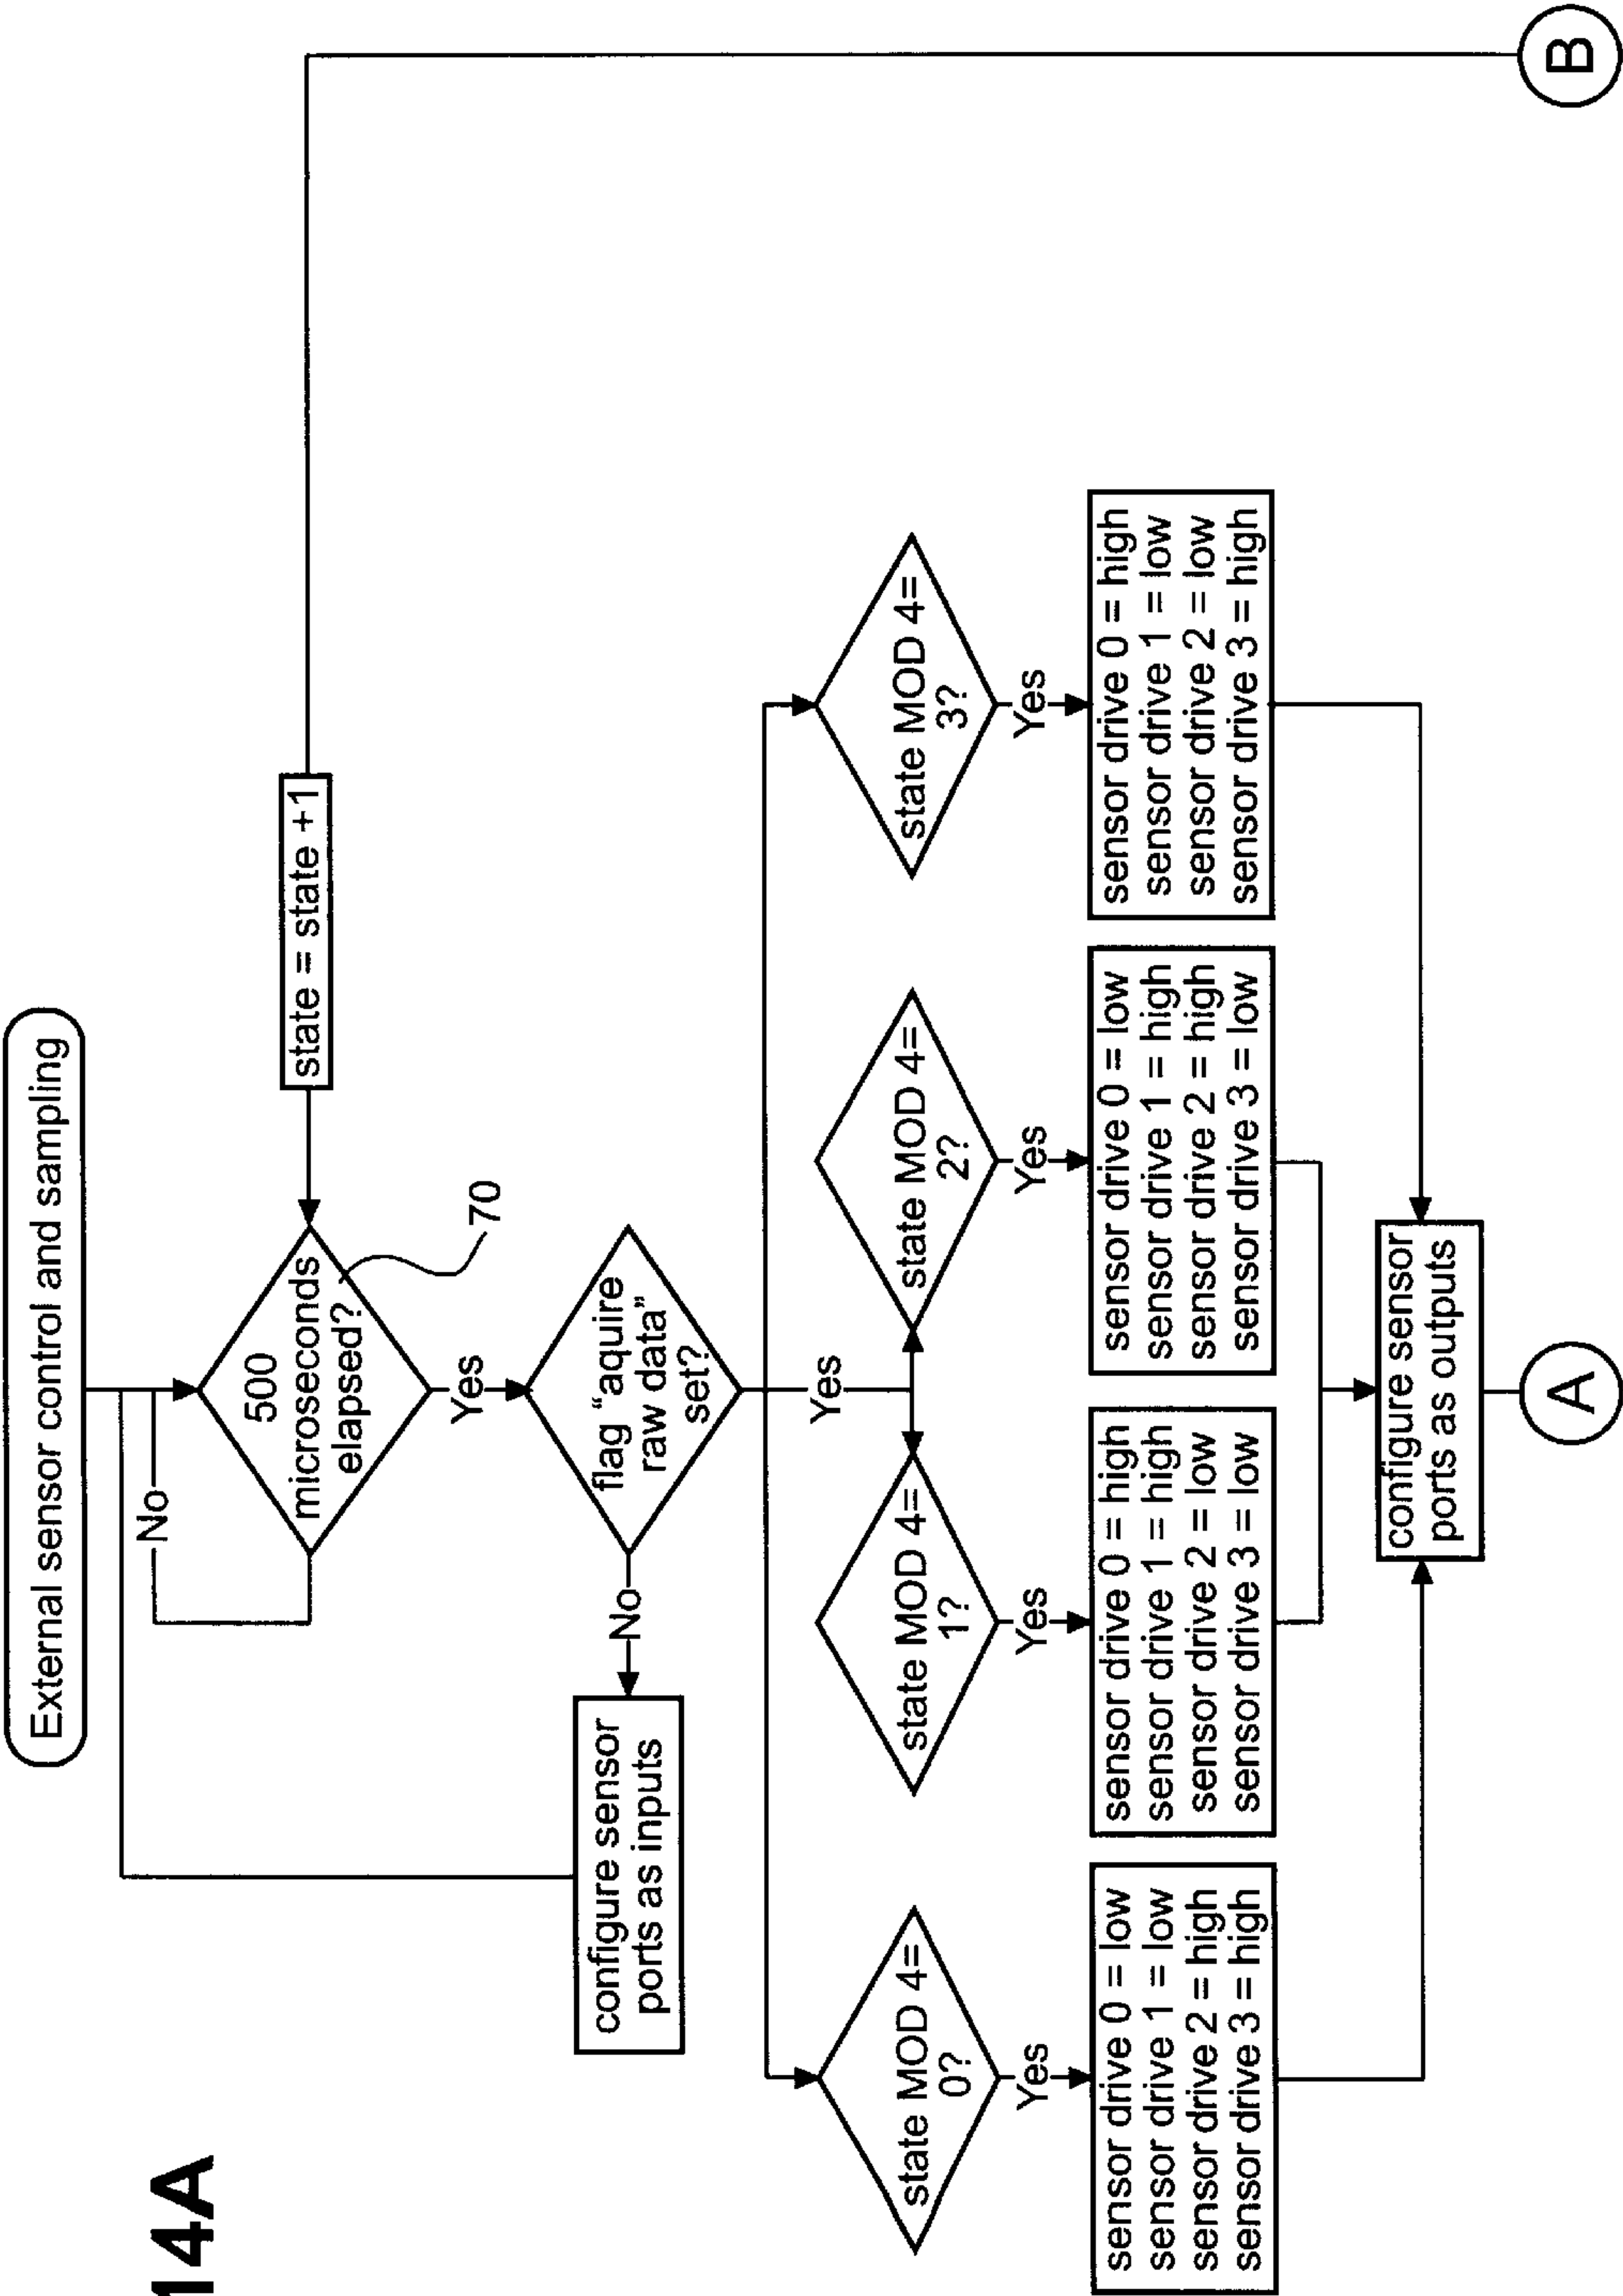 14A
External sensor control and sampling
No
500
microseconds
elapsed?
70
state = state +1
Yes
flag “aquire
raw data”
set?
No
configure sensor
ports as inputs
Yes
state MOD 4=
0?
state MOD 4=
1?
state MOD 4=
2?
state MOD 4=
3?
Yes
Yes
Yes
Yes
sensor drive 0 = low
sensor drive 1 = low
sensor drive 2 = high
sensor drive 3 = high
sensor drive 0 = high
sensor drive 1 = high
sensor drive 2 = low
sensor drive 3 = low
sensor drive 0 = low
sensor drive 1 = high
sensor drive 2 = high
sensor drive 3 = low
sensor drive 0 = high
sensor drive 1 = low
sensor drive 2 = low
sensor drive 3 = high
configure sensor
ports as outputs
A
B